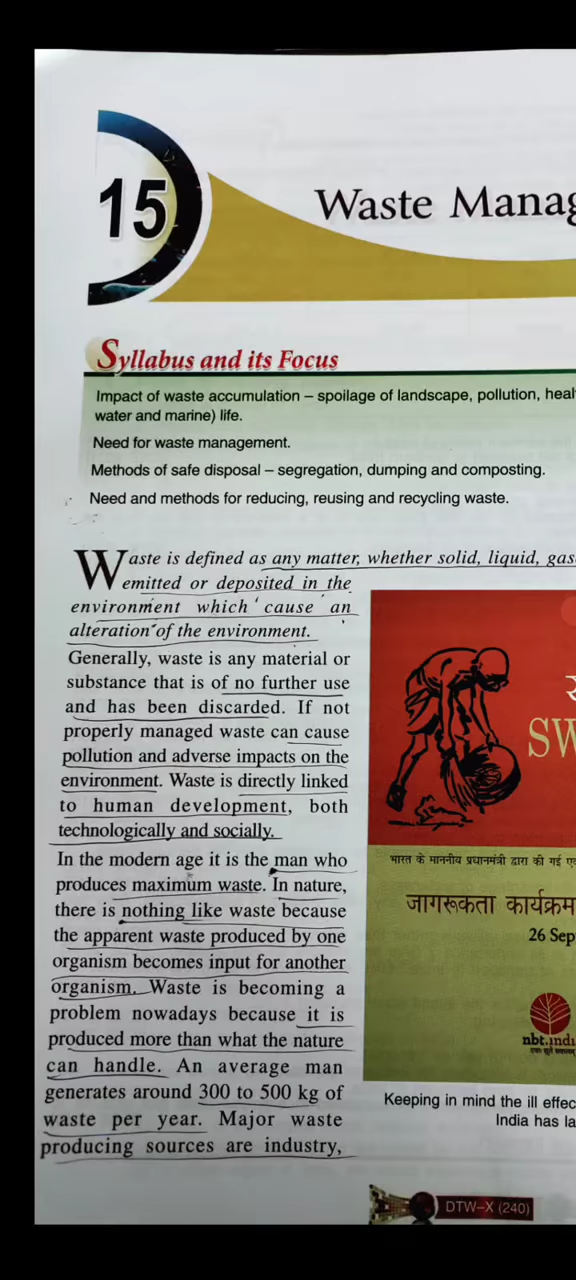 15
Waste Manag
Syllabus and its Focus
Impact of waste accumulation – spoilage of landscape, pollution, heal
water and marine) life.
Need for waste management.
Methods of safe disposal – segregation, dumping and composting.
Need and methods for reducing, reusing and recycling waste.
Waste is defined as any matter, whether solid, liquid, gas
emitted or deposited in the
environment which cause an
alteration of the environment.
Generally, waste is any material or
substance that is of no further use
and has been discarded. If not
properly managed waste can cause
pollution and adverse impacts on the
environment. Waste is directly linked
to human development, both
technologically and socially.
In the modern age it is the man who
produces maximum waste. In nature,
there is nothing like waste because
the apparent waste produced by one
organism becomes input for another
organism. Waste is becoming a
problem nowadays because it is
produced more than what the nature
can handle. An average man
generates around 300 to 500 kg of
waste per year. Major waste
producing sources are industry,
SW
भारत के माननीय प्रधानमंत्री द्वारा की गई
जागरूकता कार्यक्रम
26 Sep
nbt.indi
एकः सूते सकलम्
Keeping in mind the ill effec
India has la
DTW–X (240)